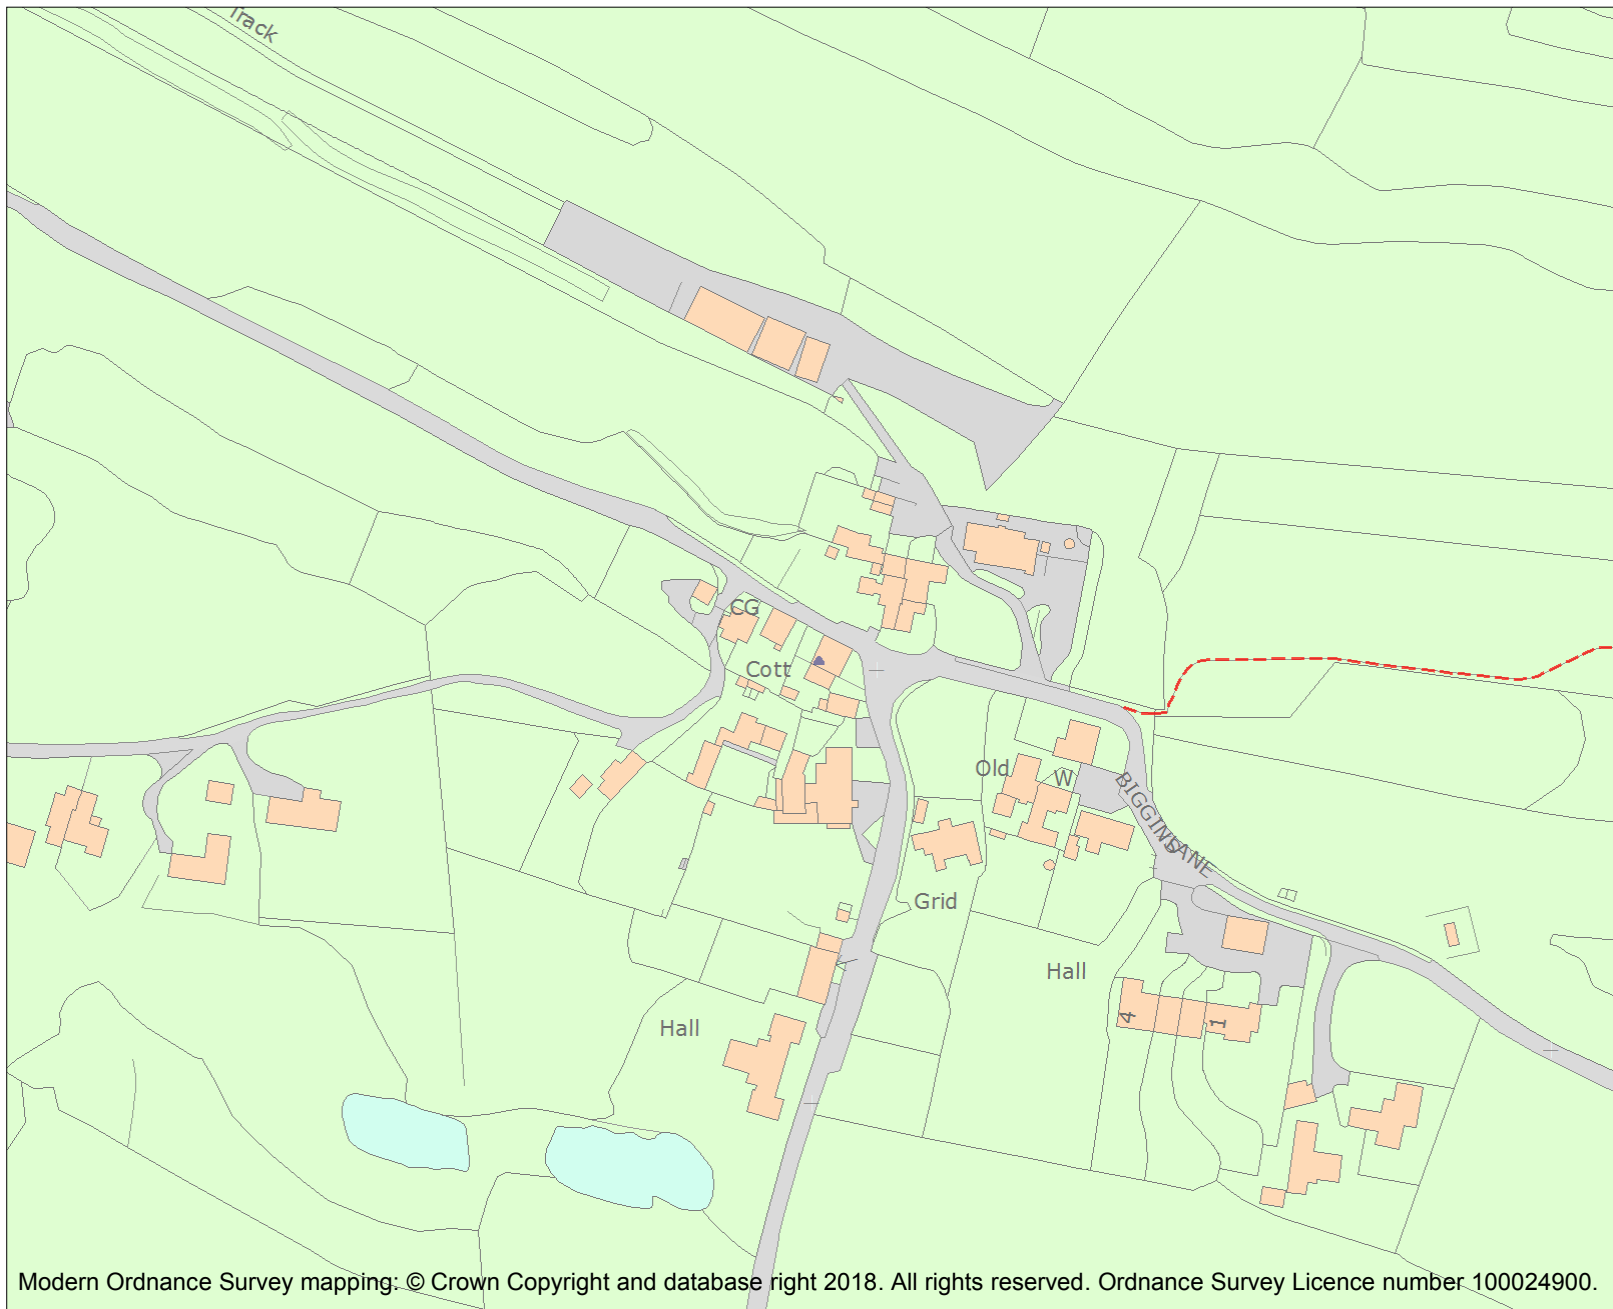 Track
CG
Cott
Old
W
BIGGIN LANE
Grid
Hall
Hall
4
1
Modern Ordnance Survey mapping: © Crown Copyright and database right 2018. All rights reserved. Ordnance Survey Licence number 100024900.